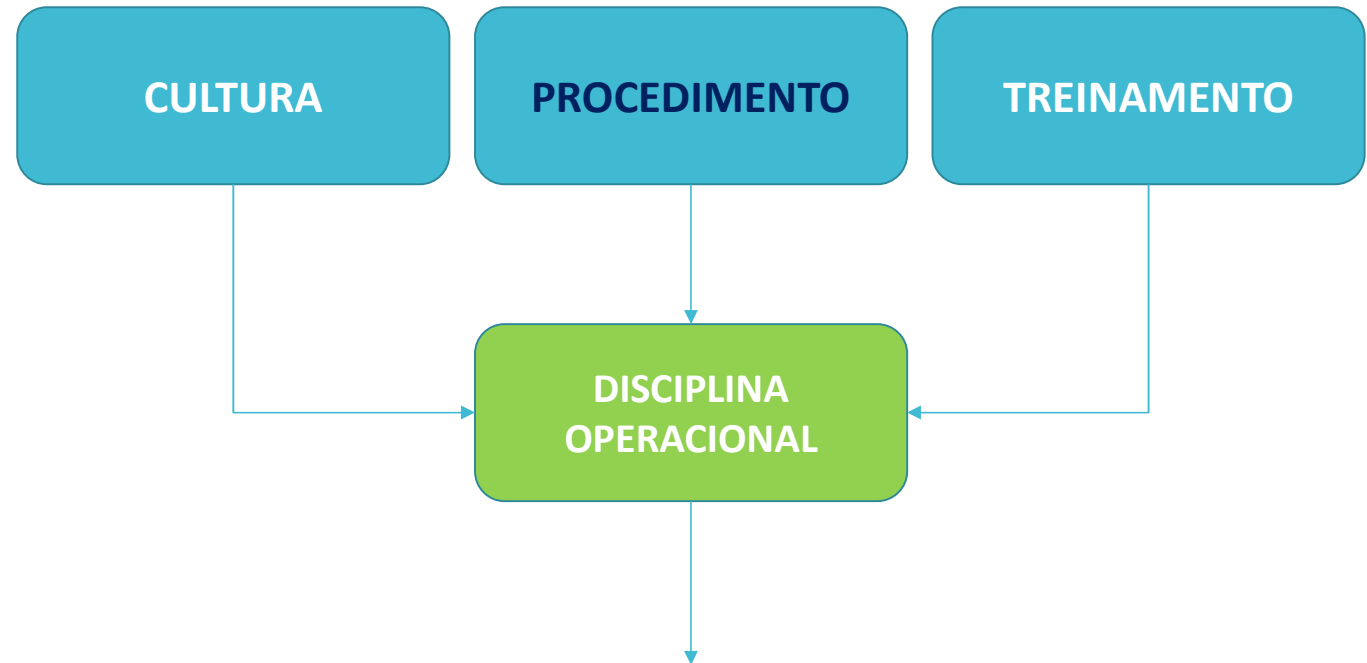 CULTURA
PROCEDIMENTO
TREINAMENTO
DISCIPLINA
OPERACIONAL